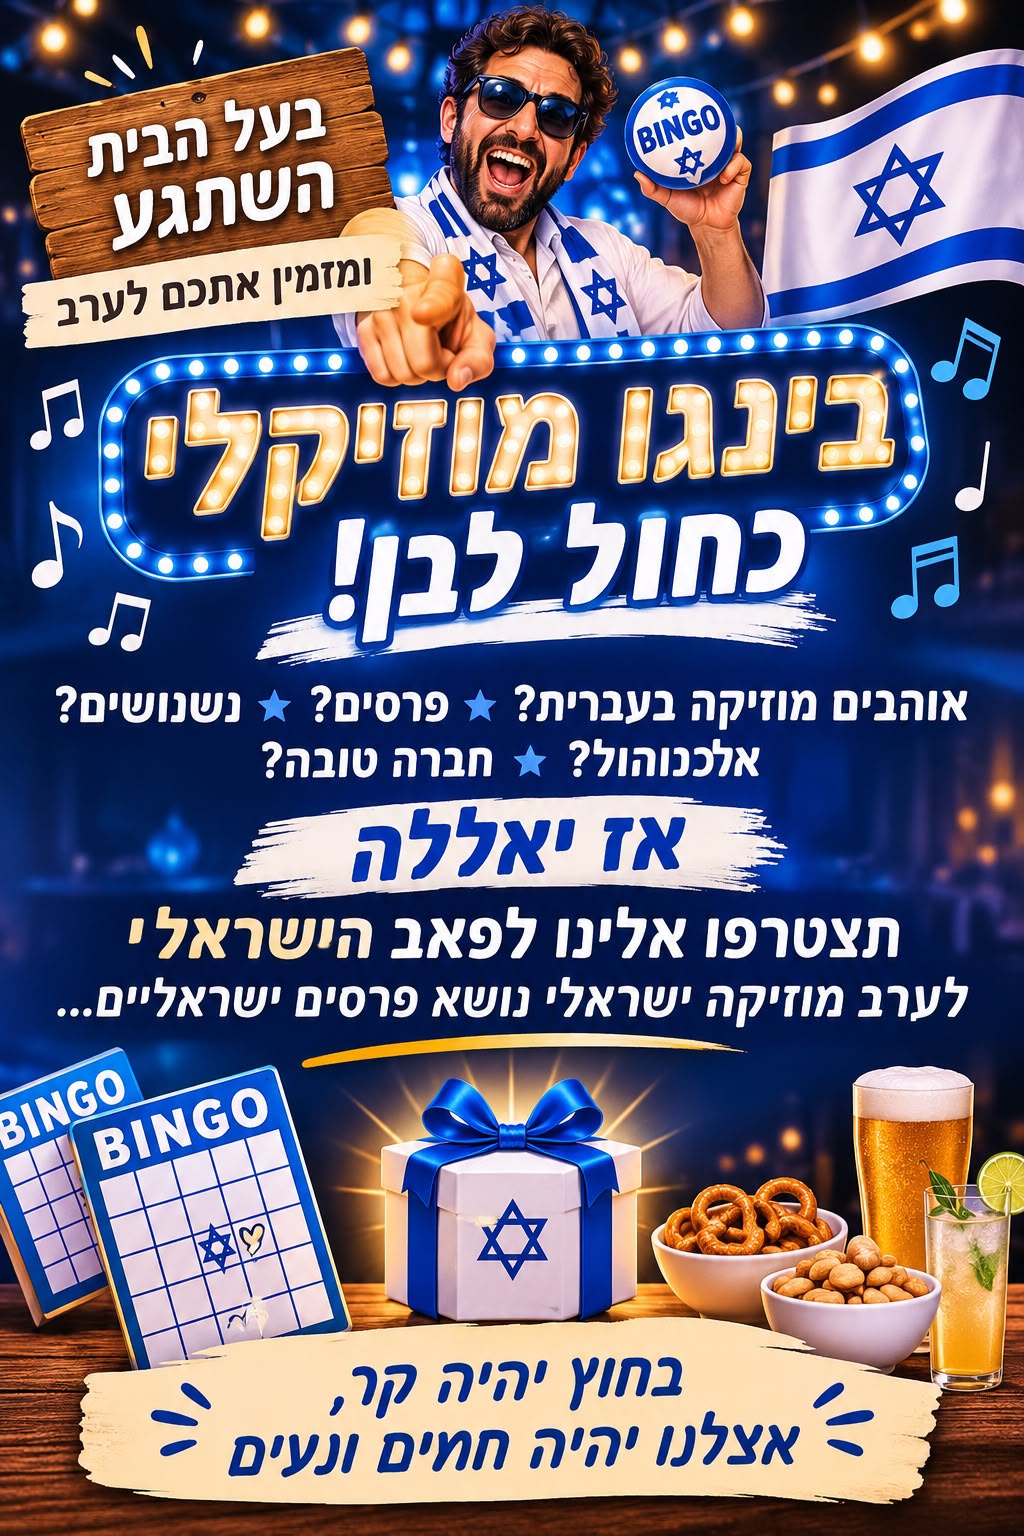 בעל הבית
השתגע
ומזמין אתכם לערב
BINGO
בינגו מוזיקלי
כחול לבן!
אוהבים מוזיקה בעברית? ★ פרסים? ★ נשנושים?
אלכנוהול? ★ חברה טובה?
אז יאללה
תצטרפו אלינו לפאב הישראלי
לערב מוזיקה ישראלי נושא פרסים ישראליים...
BINGO
BINGO
בחוץ יהיה קר,
אצלנו יהיה חמים ונעים